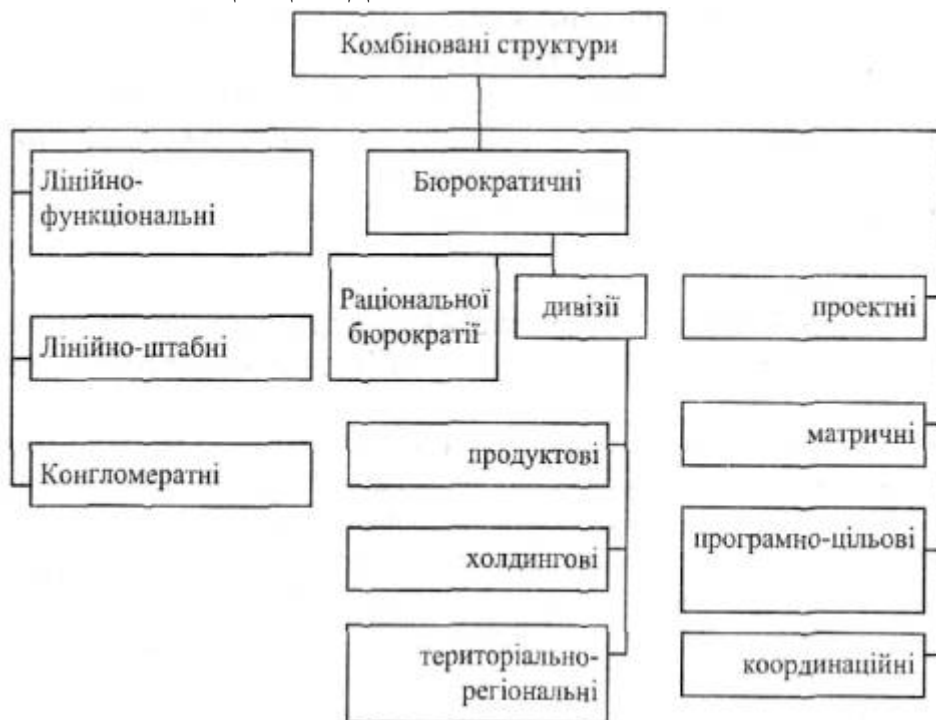 Комбіновані структури
Лінійно-
функціональні
Лінійно-штабні
Конгломератні
Бюрократичні
Раціональної
бюрократії
дивізії
продуктові
холдингові
територіально-
регіональні
проектні
матричні
програмно-цільові
координаційні